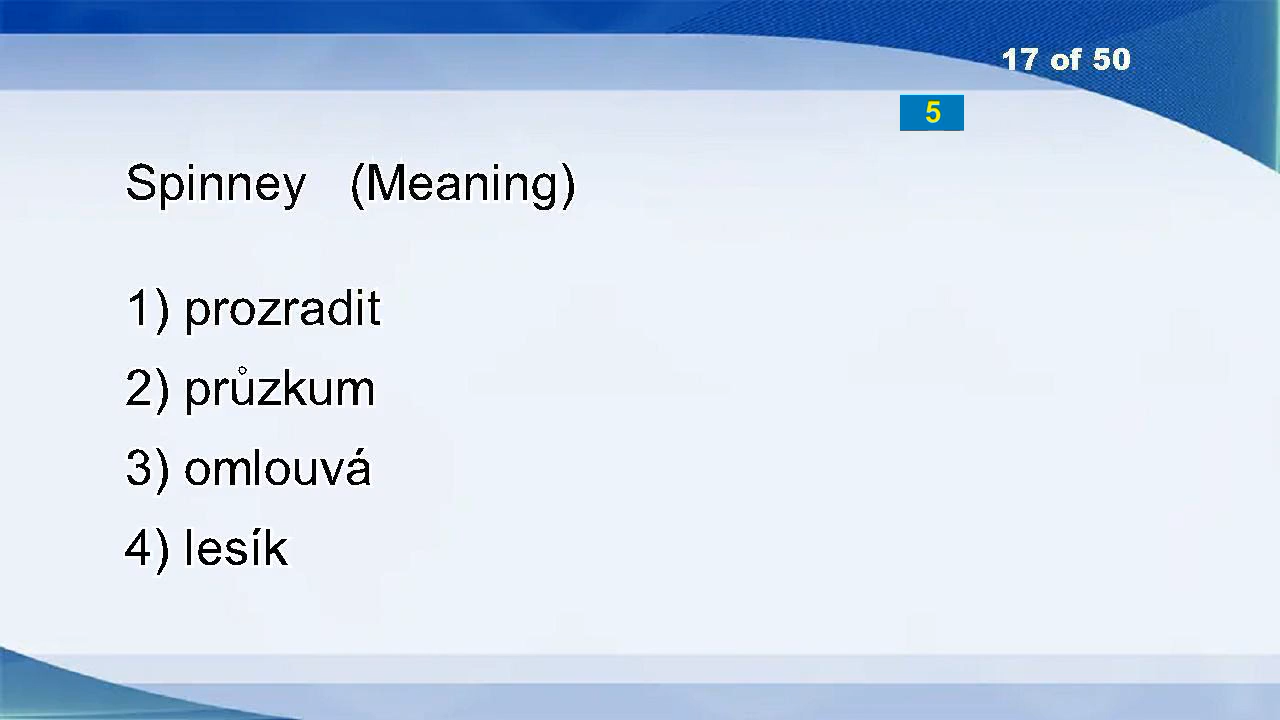 17 of 50
5
Spinney (Meaning)
1) prozradit
2) průzkum
3) omlouvá
4) lesík